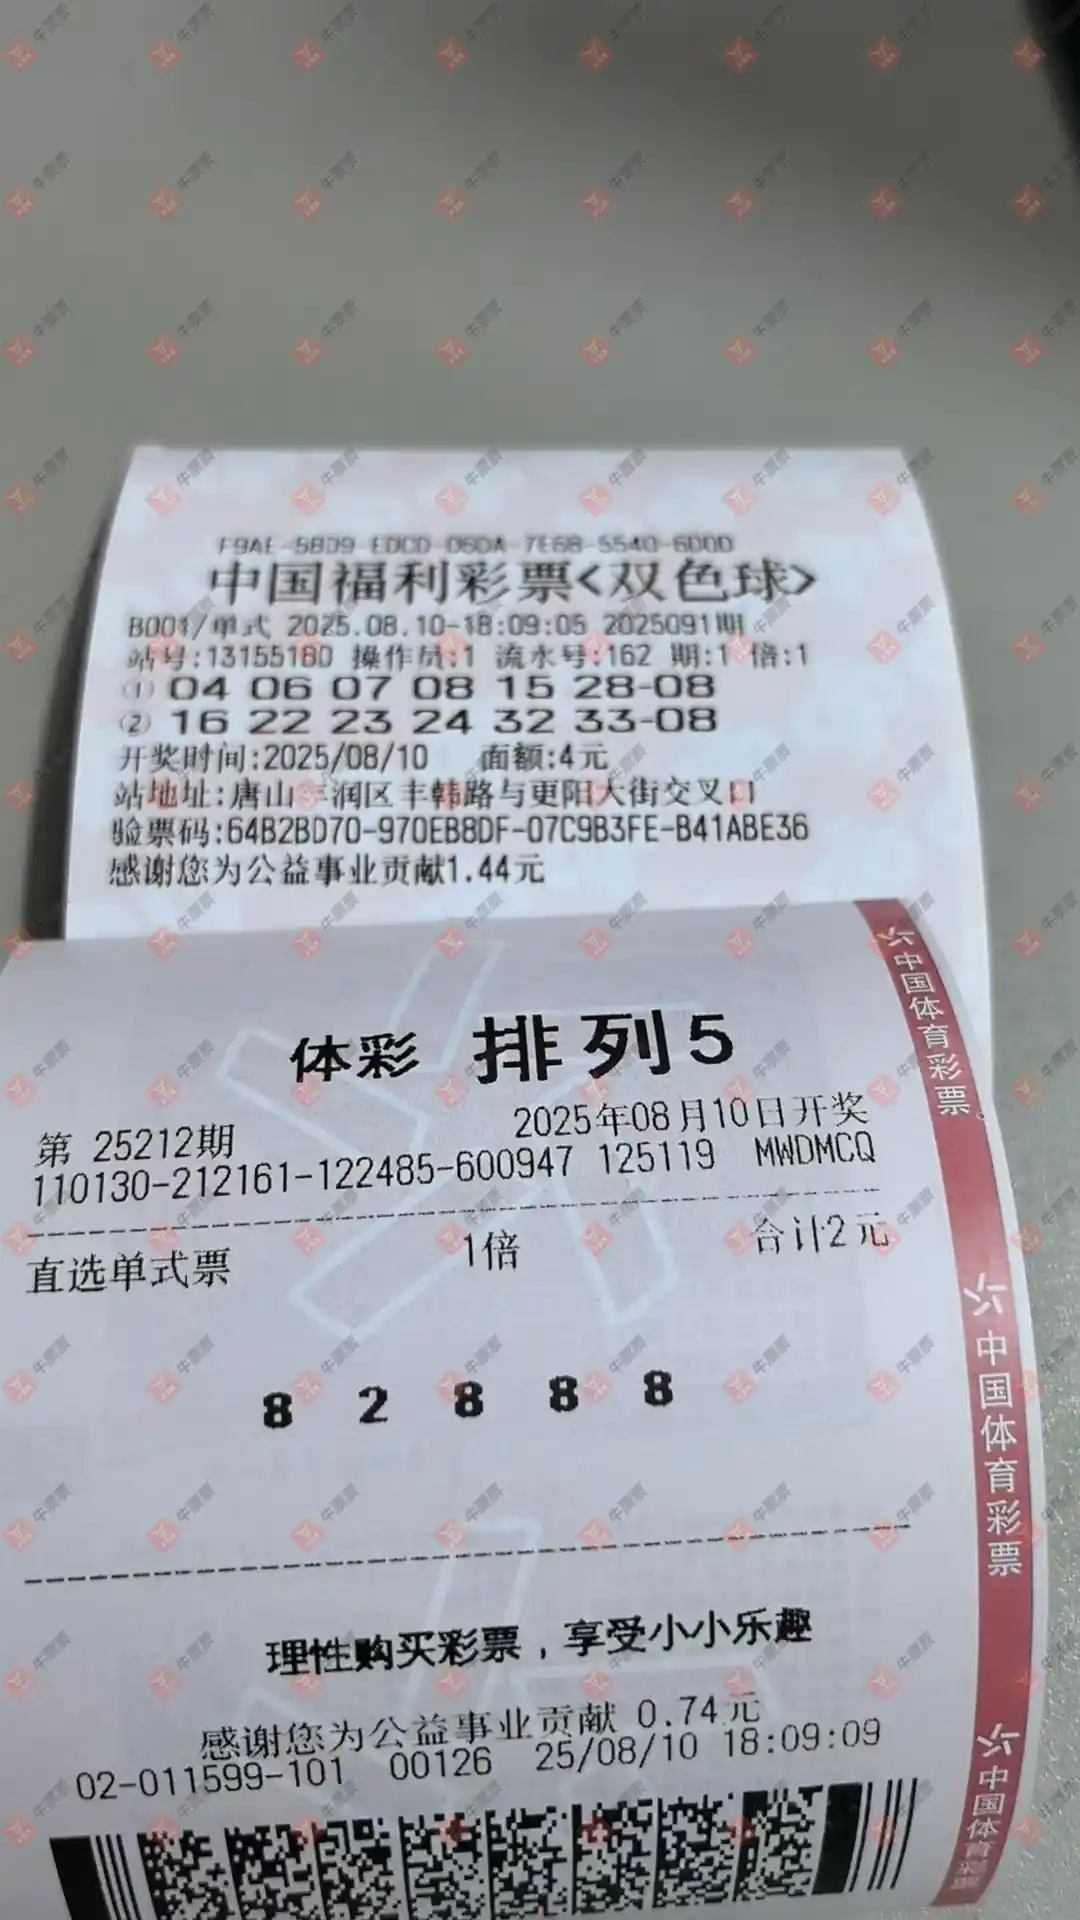 F9AE-5BD9-EDCD-06DA-7E6B-5540-6D0D
中国福利彩票<双色球>
/单式 2025.08.10-18:09:05 2025091期
站号:13155180 操作员:1 流水号:162 期:1 倍:1
① 04 06 07 08 15 28-08
② 16 22 23 24 32 33-08
开奖时间:2025/08/10 面额:4元
站地址:唐山 润区丰韩路与更阳大街交叉口
验票码:64B2BD70-970EB8DF-07C9B3FE-B41ABE36
感谢您为公益事业贡献1.44元
体彩 排列5
第 25212期 2025年08月10日开奖
110130-212161-122485-600947 125119 MWDMCQ
直选单式票 1倍 合计2元
8 2 8 8 8
理性购买彩票，享受小小乐趣
感谢您为公益事业贡献 0.74元
02-011599-101 00126 25/08/10 18:09:09
中国体育彩票
中国体育彩票
中国体育彩票
牛票票